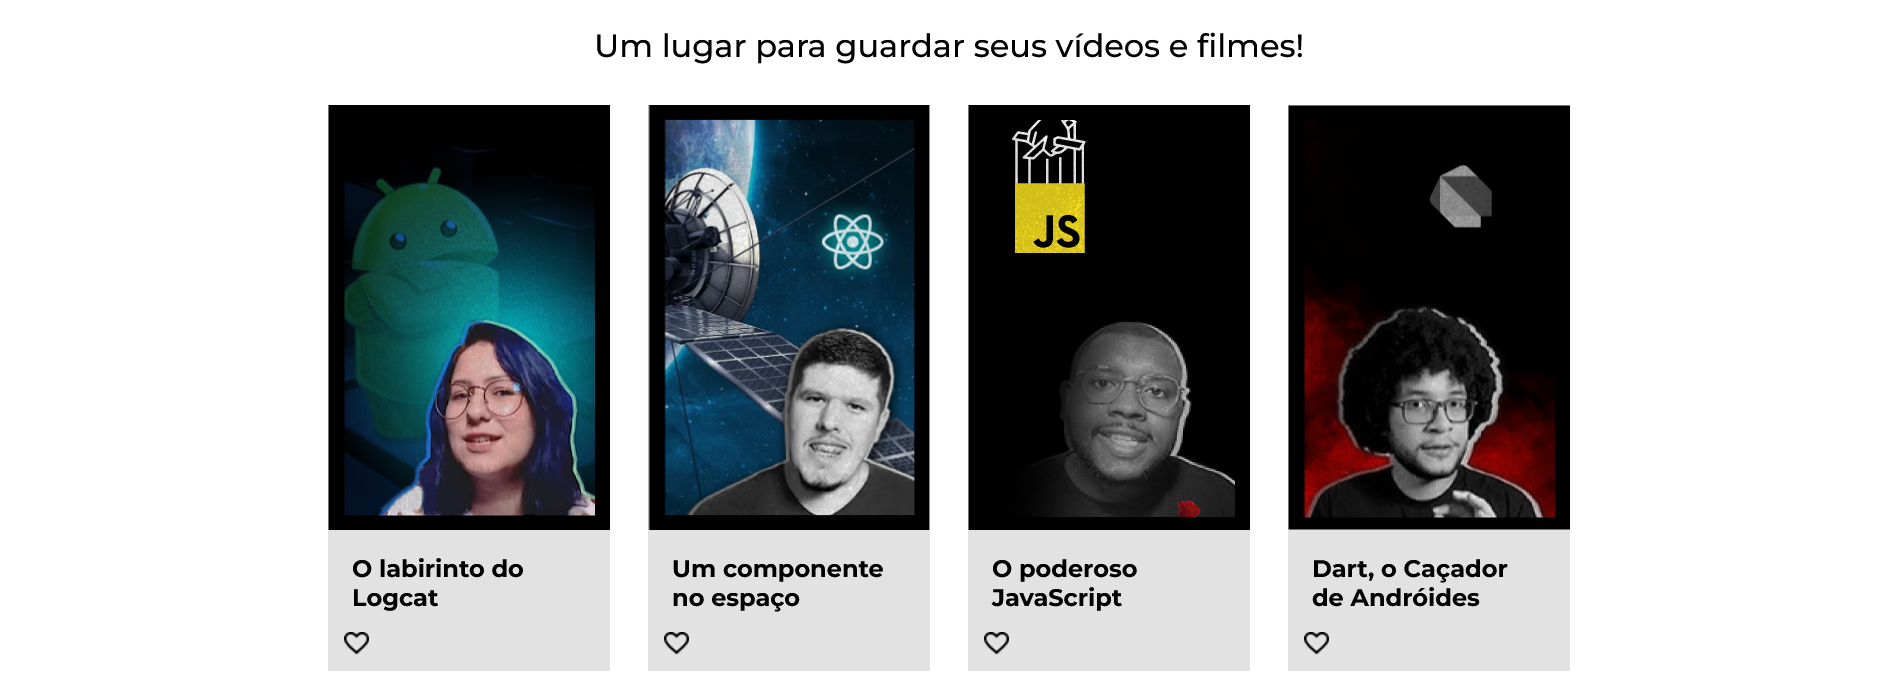 Um lugar para guardar seus vídeos e filmes!
JS
O labirinto do
Logcat
Um componente
no espaço
O poderoso
JavaScript
Dart, o Caçador
de Andróides